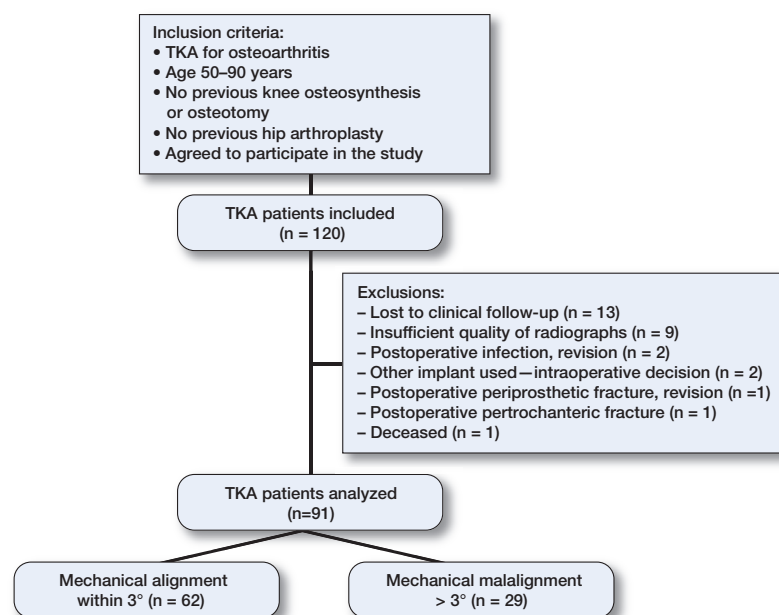 Inclusion criteria:
• TKA for osteoarthritis
• Age 50–90 years
• No previous knee osteosynthesis
or osteotomy
• No previous hip arthroplasty
• Agreed to participate in the study
TKA patients included
(n = 120)
Exclusions:
– Lost to clinical follow-up (n = 13)
– Insufficient quality of radiographs (n = 9)
– Postoperative infection, revision (n = 2)
– Other implant used—intraoperative decision (n = 2)
– Postoperative periprosthetic fracture, revision (n =1)
– Postoperative pertrochanteric fracture (n = 1)
– Deceased (n = 1)
TKA patients analyzed
(n=91)
Mechanical alignment
within 3° (n = 62)
Mechanical malalignment
> 3° (n = 29)